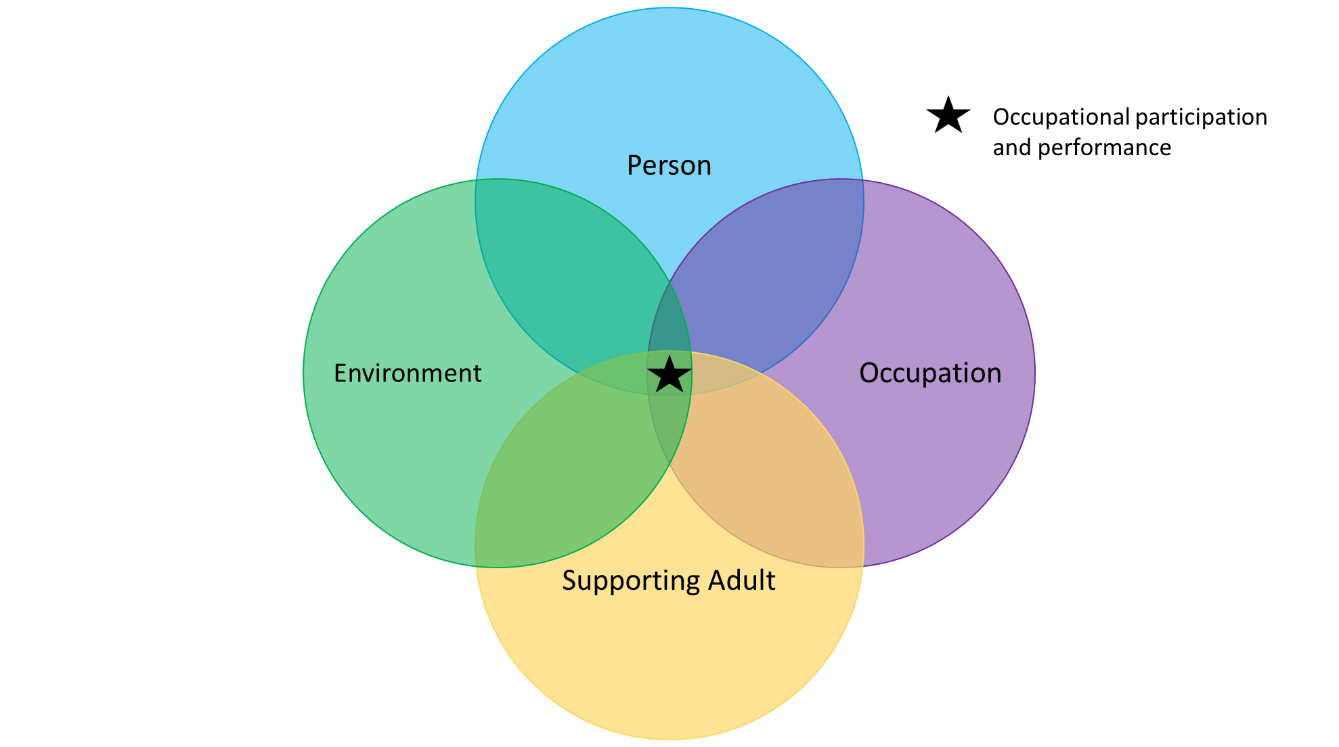 Person
Occupational participation
and performance
Environment
Occupation
Supporting Adult